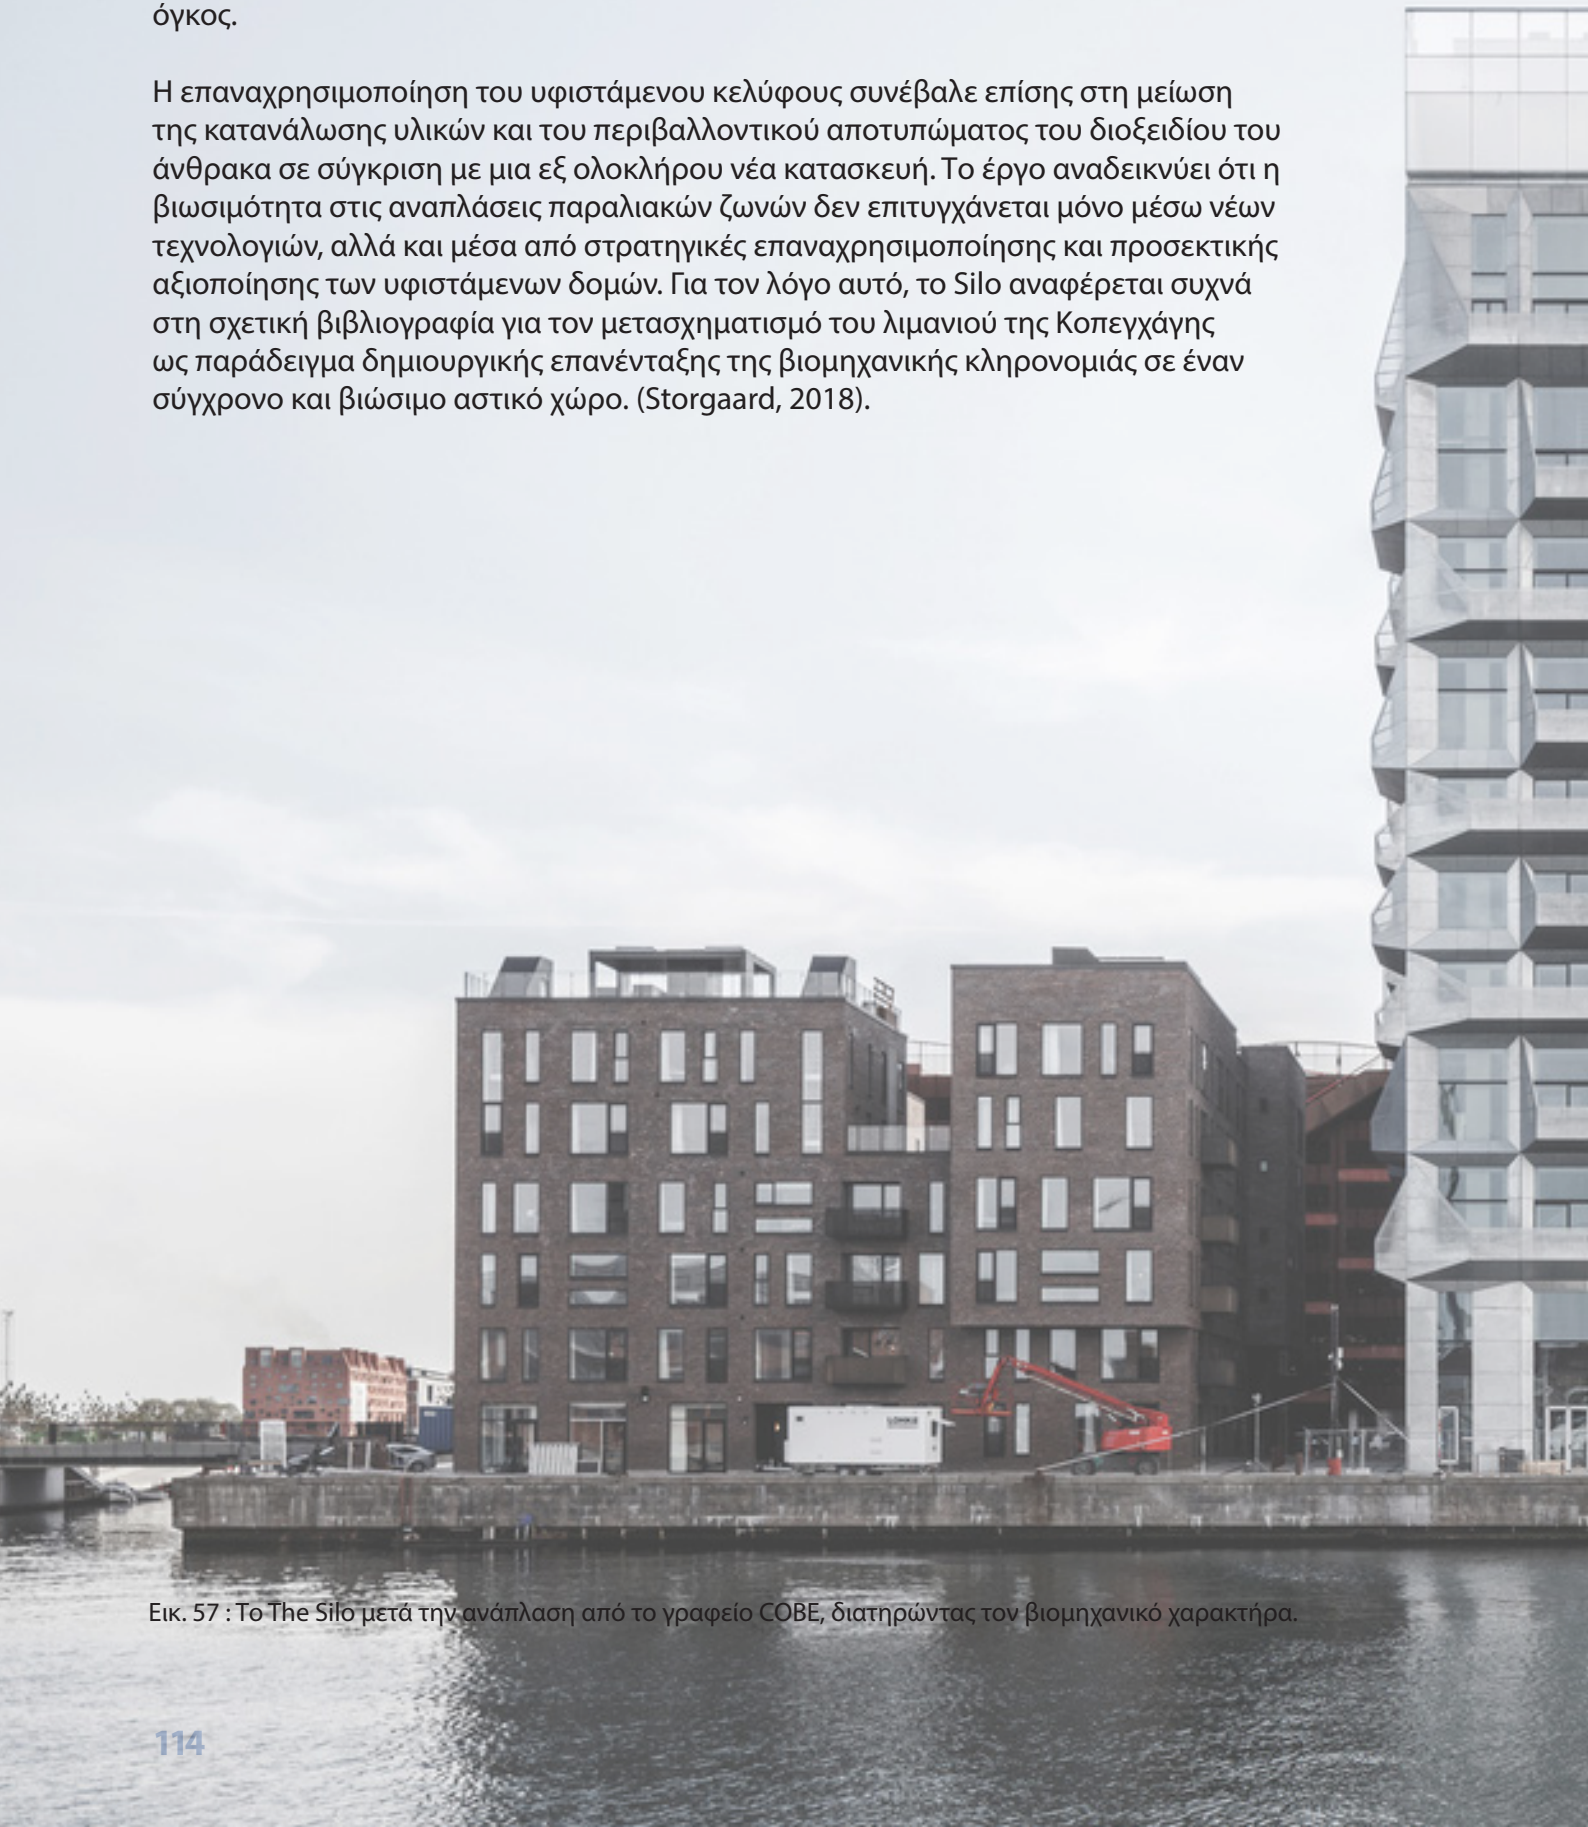 όγκος.
Η επαναχρησιμοποίηση του υφιστάμενου κελύφους συνέβαλε επίσης στη μείωση
της κατανάλωσης υλικών και του περιβαλλοντικού αποτυπώματος του διοξειδίου του
άνθρακα σε σύγκριση με μια εξ ολοκλήρου νέα κατασκευή. Το έργο αναδεικνύει ότι η
βιωσιμότητα στις αναπλάσεις παραλιακών ζωνών δεν επιτυγχάνεται μόνο μέσω νέων
τεχνολογιών, αλλά και μέσα από στρατηγικές επαναχρησιμοποίησης και προσεκτικής
αξιοποίησης των υφιστάμενων δομών. Για τον λόγο αυτό, το Silo αναφέρεται συχνά
στη σχετική βιβλιογραφία για τον μετασχηματισμό του λιμανιού της Κοπεγχάγης
ως παράδειγμα δημιουργικής επανένταξης της βιομηχανικής κληρονομιάς σε έναν
σύγχρονο και βιώσιμο αστικό χώρο. (Storgaard, 2018).
Εικ. 57 : Το The Silo μετά την ανάπλαση από το γραφείο COBE, διατηρώντας τον βιομηχανικό χαρακτήρα.
114